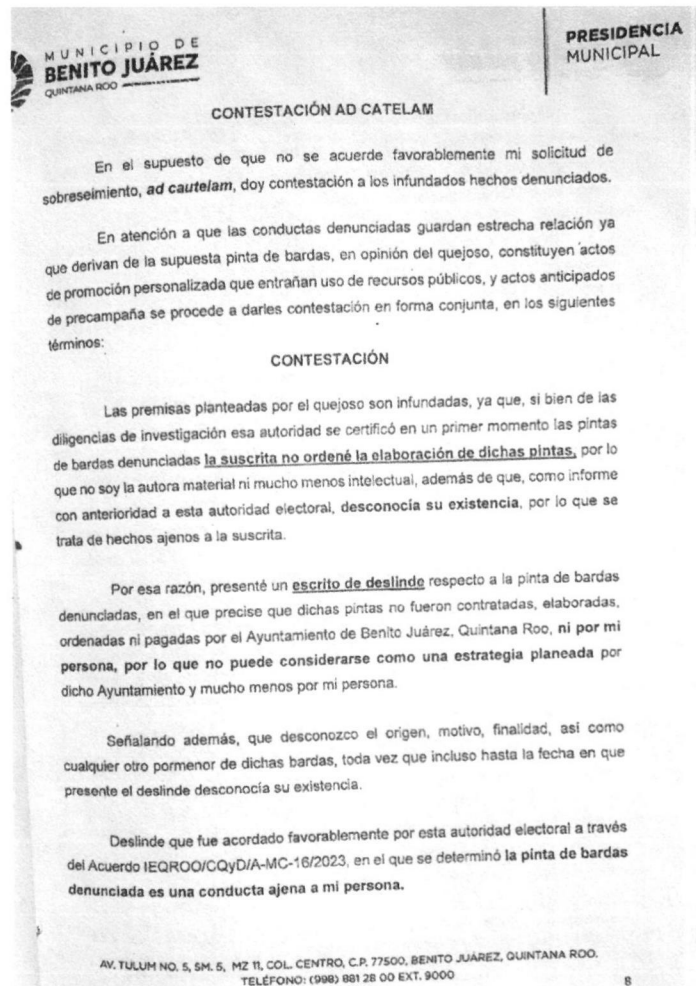 MUNICIPIO DE
BENITO JUÁREZ
QUINTANA ROO
PRESIDENCIA
MUNICIPAL
CONTESTACIÓN AD CATELAM
En el supuesto de que no se acuerde favorablemente mi solicitud de
sobreseimiento, ad cautelam, doy contestación a los infundados hechos denunciados.
En atención a que las conductas denunciadas guardan estrecha relación ya
que derivan de la supuesta pinta de bardas, en opinión del quejoso, constituyen actos
de promoción personalizada que entrañan uso de recursos públicos, y actos anticipados
de precampaña se procede a darles contestación en forma conjunta, en los siguientes
términos:
CONTESTACIÓN
Las premisas planteadas por el quejoso son infundadas, ya que, si bien de las
diligencias de investigación esa autoridad se certificó en un primer momento las pintas
de bardas denunciadas la suscrita no ordené la elaboración de dichas pintas, por lo
que no soy la autora material ni mucho menos intelectual, además de que, como informe
con anterioridad a esta autoridad electoral, desconocía su existencia, por lo que se
trata de hechos ajenos a la suscrita.
Por esa razón, presenté un escrito de deslinde respecto a la pinta de bardas
denunciadas, en el que precise que dichas pintas no fueron contratadas, elaboradas,
ordenadas ni pagadas por el Ayuntamiento de Benito Juárez, Quintana Roo, ni por mi
persona, por lo que no puede considerarse como una estrategia planeada por
dicho Ayuntamiento y mucho menos por mi persona.
Señalando además, que desconozco el origen, motivo, finalidad, así como
cualquier otro pormenor de dichas bardas, toda vez que incluso hasta la fecha en que
presente el deslinde desconocía su existencia.
Deslinde que fue acordado favorablemente por esta autoridad electoral a través
del Acuerdo IEQROO/CQyD/A-MC-16/2023, en el que se determinó la pinta de bardas
denunciada es una conducta ajena a mi persona.
AV. TULUM NO. 5, SM. 5, MZ 11, COL. CENTRO, C.P. 77500, BENITO JUÁREZ, QUINTANA ROO.
TELÉFONO: (998) 881 28 00 EXT. 9000
8